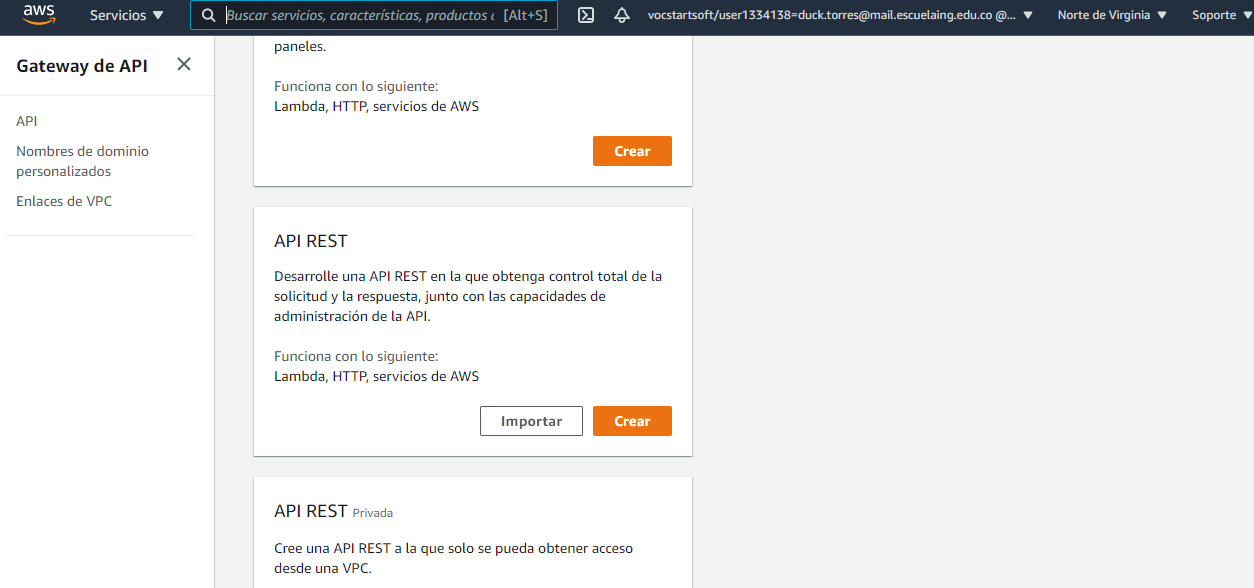 aws Servicios Buscar servicios, características, productos [Alt+S] vocstartsoft/user1334138=duck.torres@mail.escuelaing.edu.co @... Norte de Virginia Soporte
Gateway de API
API
Nombres de dominio
personalizados
Enlaces de VPC
paneles.
Funciona con lo siguiente:
Lambda, HTTP, servicios de AWS
Crear
API REST
Desarrolle una API REST en la que obtenga control total de la
solicitud y la respuesta, junto con las capacidades de
administración de la API.
Funciona con lo siguiente:
Lambda, HTTP, servicios de AWS
Importar Crear
API REST Privada
Cree una API REST a la que solo se pueda obtener acceso
desde una VPC.